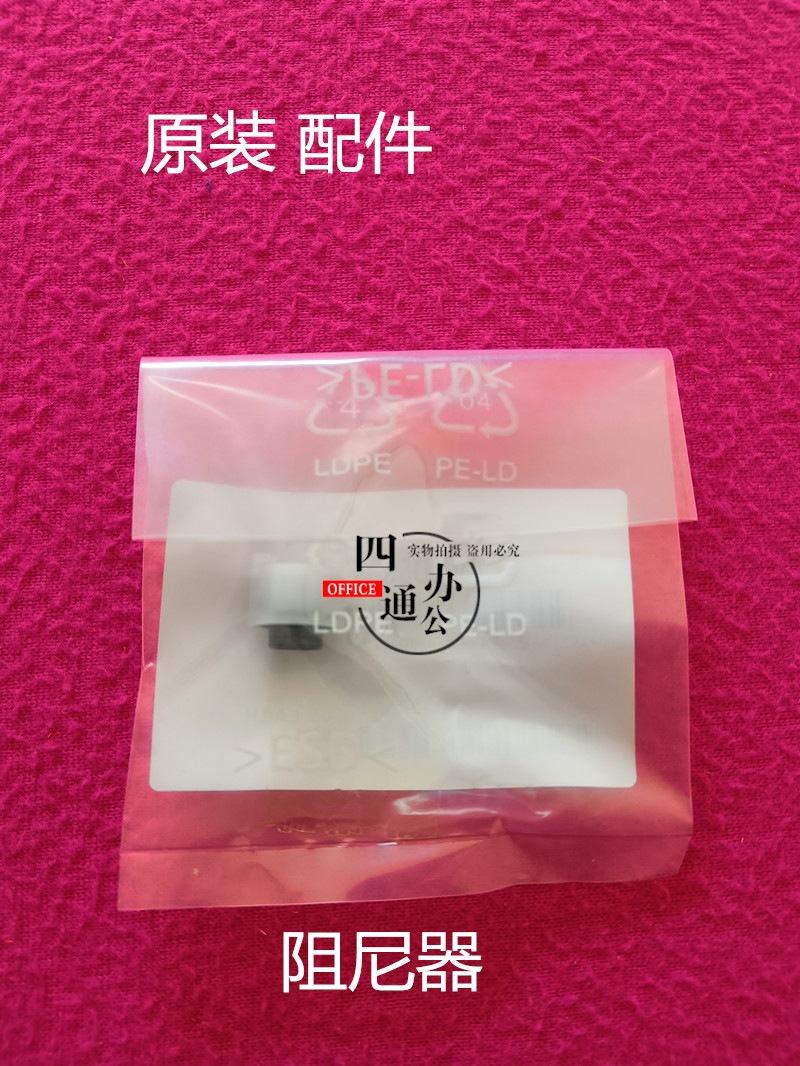 原装 配件
>PE-LD<
4 04
LDPE PE-LD
四通办公
实物拍摄 盗用必究
OFFICE
LDPE PE-LD
>ESD<
阻尼器